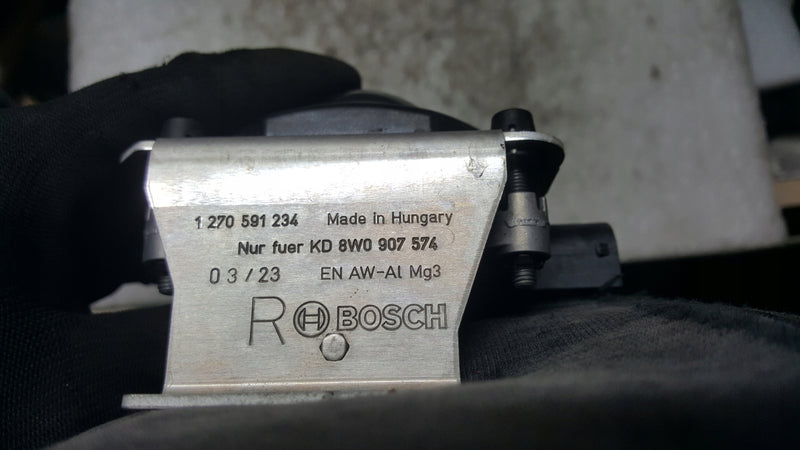 1 270 591 234 Made in Hungary
Nur fuer KD 8W0 907 574
03/23 EN AW-Al Mg3
R BOSCH